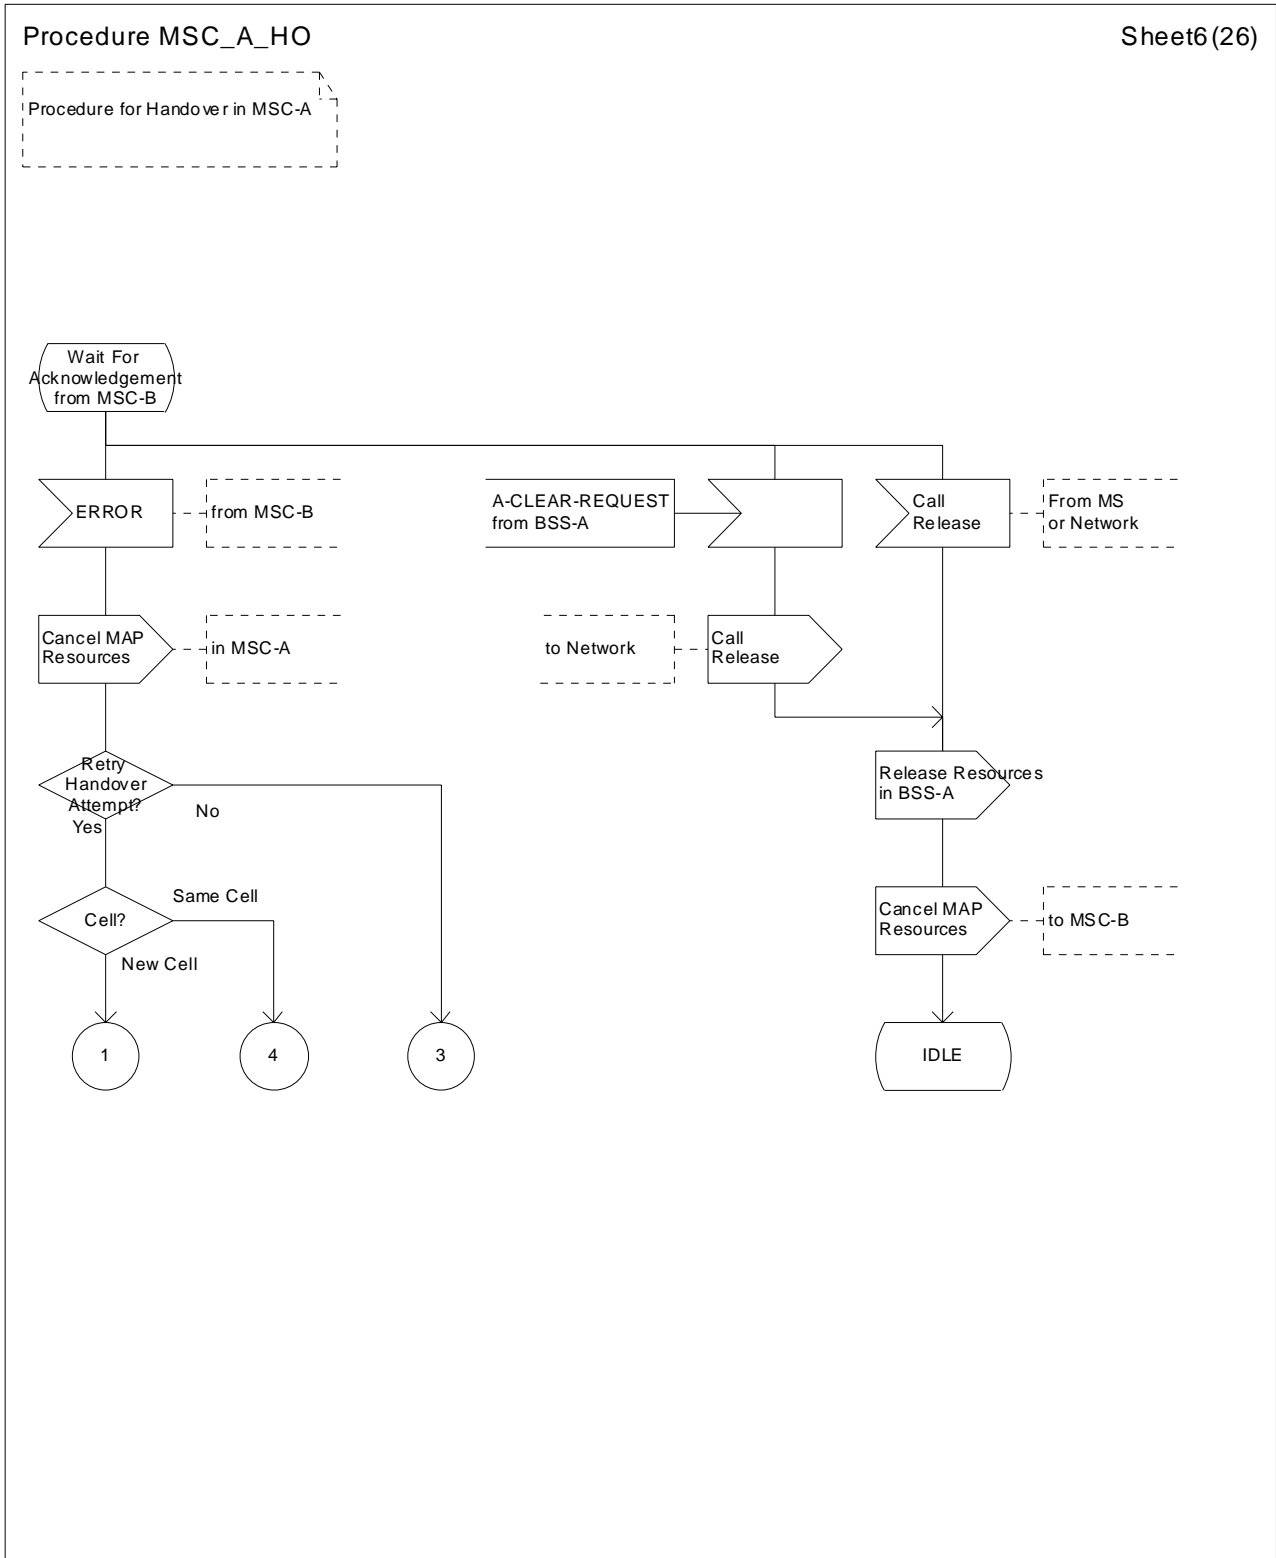 Procedure MSC_A_HO
Sheet6(26)
Procedure for Handover in MSC-A
Wait For
Acknowledgement
from MSC-B
ERROR
from MSC-B
A-CLEAR-REQUEST
from BSS-A
Call
Release
From MS
or Network
Cancel MAP
Resources
in MSC-A
to Network
Call
Release
Retry
Handover
Attempt?
Yes
No
Release Resources
in BSS-A
Cell?
Same Cell
New Cell
Cancel MAP
Resources
to MSC-B
1
4
3
IDLE